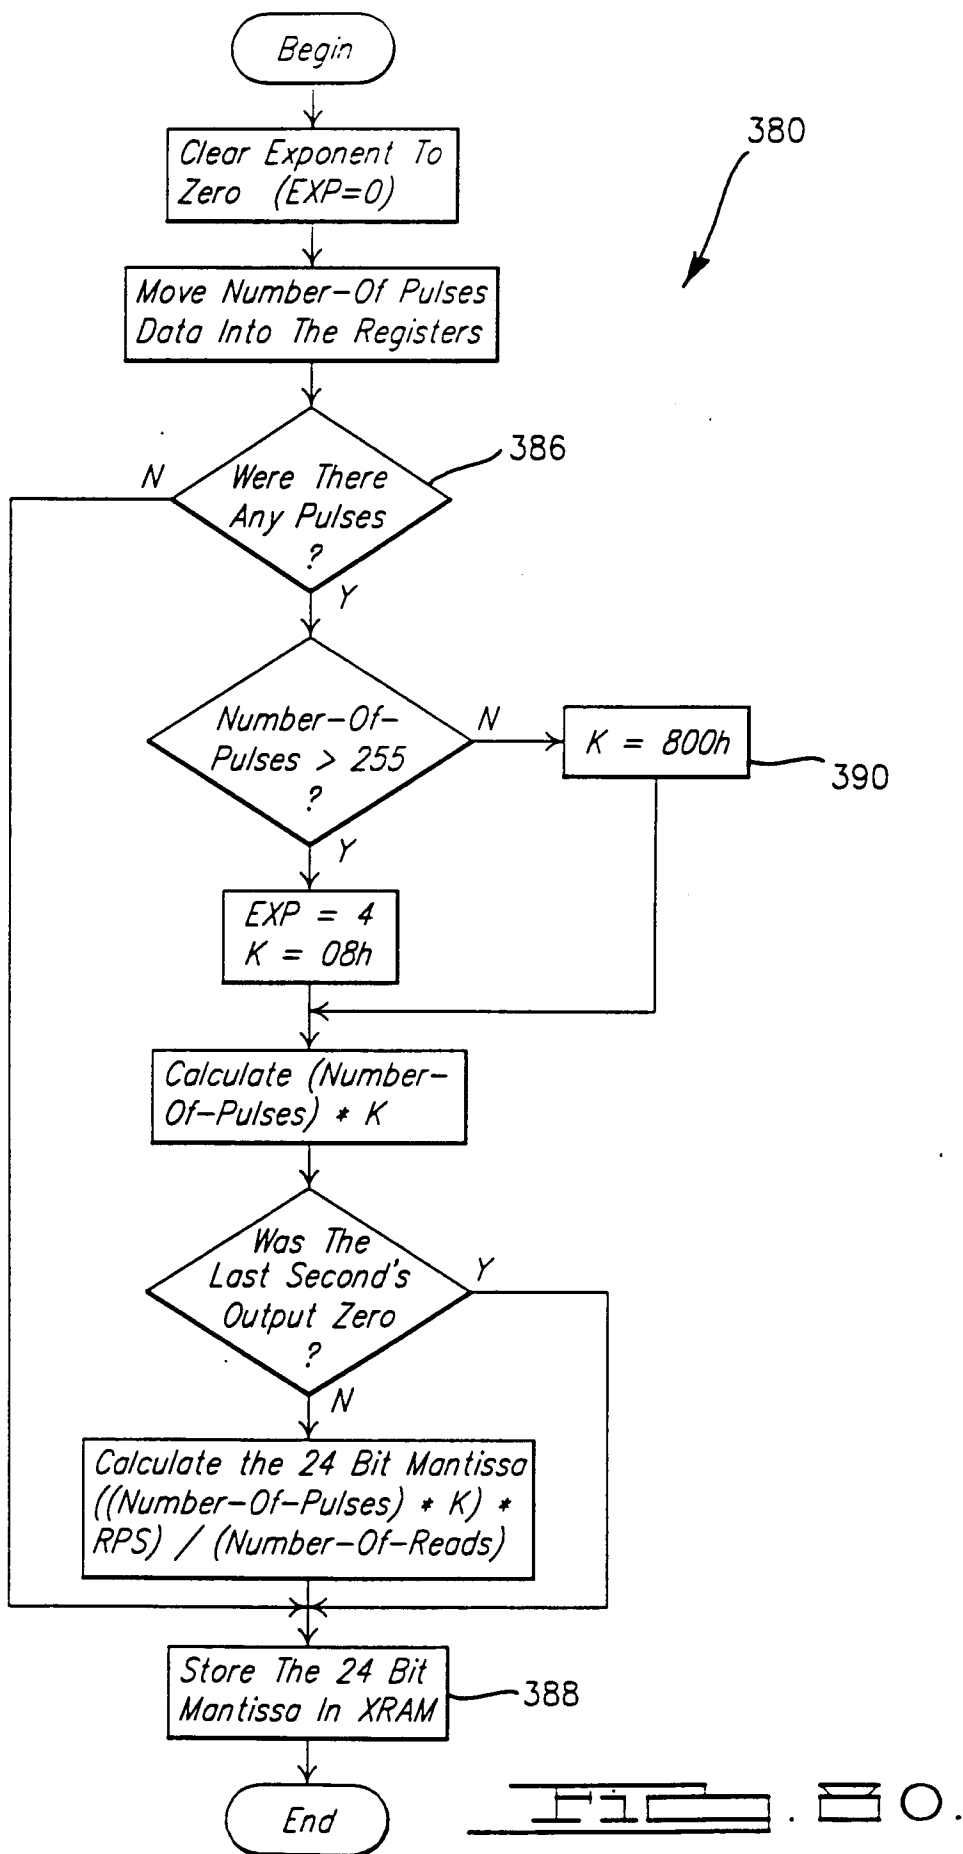 Begin
380
Clear Exponent To
Zero (EXP=0)
Move Number-Of Pulses
Data Into The Registers
386
N
Were There
Any Pulses
?
Y
Number-Of-
Pulses > 255
?
N
K = 800h
390
Y
EXP = 4
K = 08h
Calculate (Number-
Of-Pulses) * K
Was The
Last Second's
Output Zero
?
Y
N
Calculate the 24 Bit Mantissa
((Number-Of-Pulses) * K) *
RPS) / (Number-Of-Reads)
Store The 24 Bit
Mantissa In XRAM
388
End